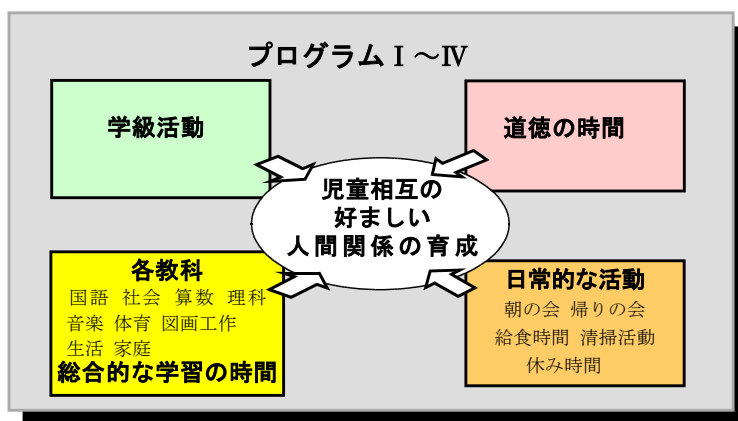 プログラムⅠ～Ⅳ
学級活動
道徳の時間
児童相互の
好ましい
人間関係の育成
各教科
国語 社会 算数 理科
音楽 体育 図画工作
生活 家庭
総合的な学習の時間
日常的な活動
朝の会 帰りの会
給食時間 清掃活動
休み時間